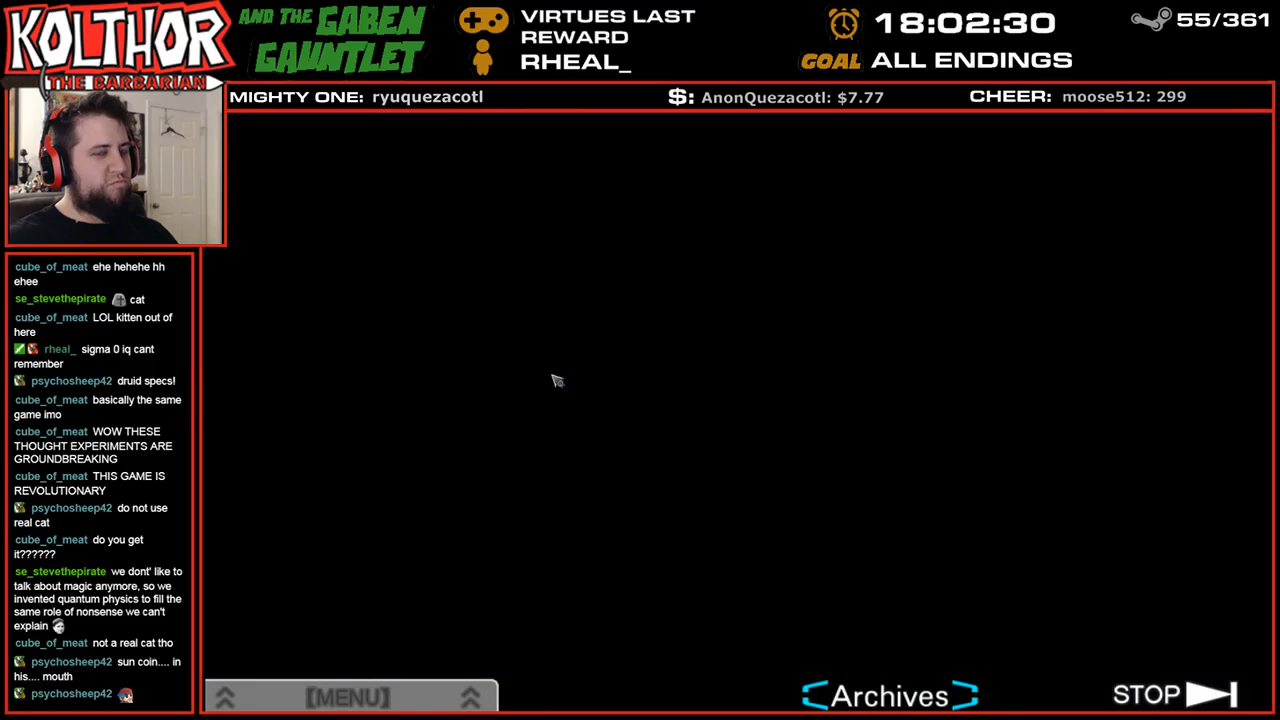 KOLTHOR
THE BARBARIAN
AND THE GABEN
GAUNTLET
VIRTUES LAST
REWARD
RHEAL_
18:02:30
GOAL ALL ENDINGS
55/361
MIGHTY ONE: ryuquezacotl
$: AnonQuezacotl: $7.77
CHEER: moose512: 299
cube_of_meat ehe hehehe hh
ehee
se_stevethepirate cat
cube_of_meat LOL kitten out of
here
rheal_ sigma 0 iq cant
remember
psychosheep42 druid specs!
cube_of_meat basically the same
game imo
cube_of_meat WOW THESE
THOUGHT EXPERIMENTS ARE
GROUNDBREAKING
cube_of_meat THIS GAME IS
REVOLUTIONARY
psychosheep42 do not use
real cat
cube_of_meat do you get
it??????
se_stevethepirate we dont' like to
talk about magic anymore, so we
invented quantum physics to fill the
same role of nonsense we can't
explain
cube_of_meat not a real cat tho
psychosheep42 sun coin.... in
his.... mouth
psychosheep42
[MENU]
Archives
STOP